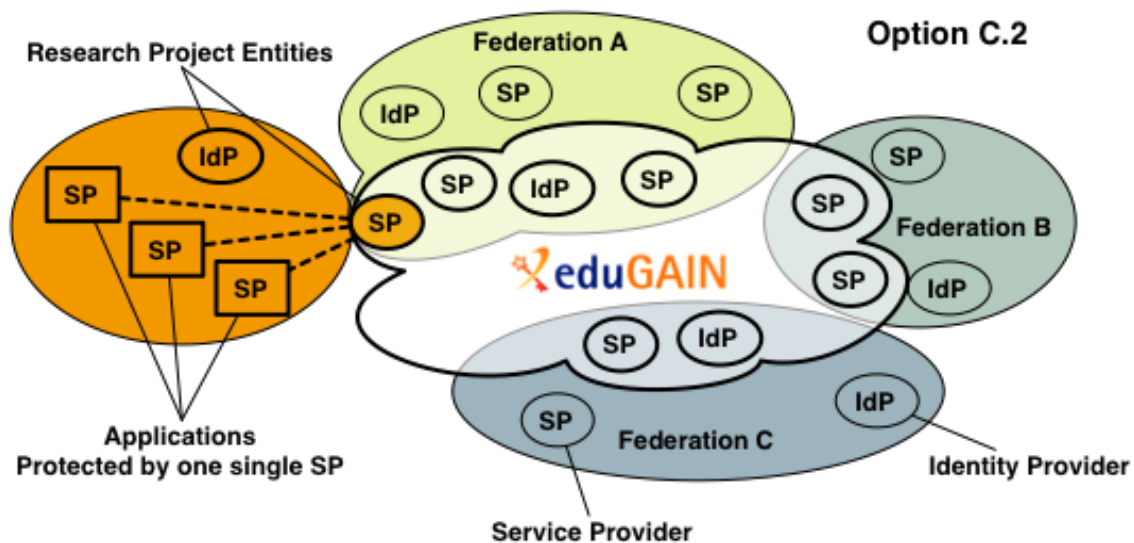 Option C.2
Research Project Entities
Federation A
SP
SP
IdP
IdP
SP
SP
IdP
SP
SP
SP
SP
SP
SP
Federation B
eduGAIN
SP
IdP
SP
IdP
SP
IdP
Federation C
Applications
Protected by one single SP
Identity Provider
Service Provider